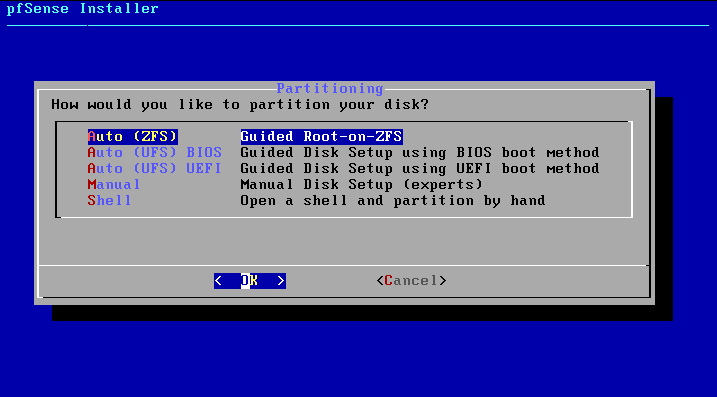 pfSense Installer
Partitioning
How would you like to partition your disk?
Auto (ZFS) Guided Root-on-ZFS
Auto (UFS) BIOS Guided Disk Setup using BIOS boot method
Auto (UFS) UEFI Guided Disk Setup using UEFI boot method
Manual Manual Disk Setup (experts)
Shell Open a shell and partition by hand
< OK > <Cancel>